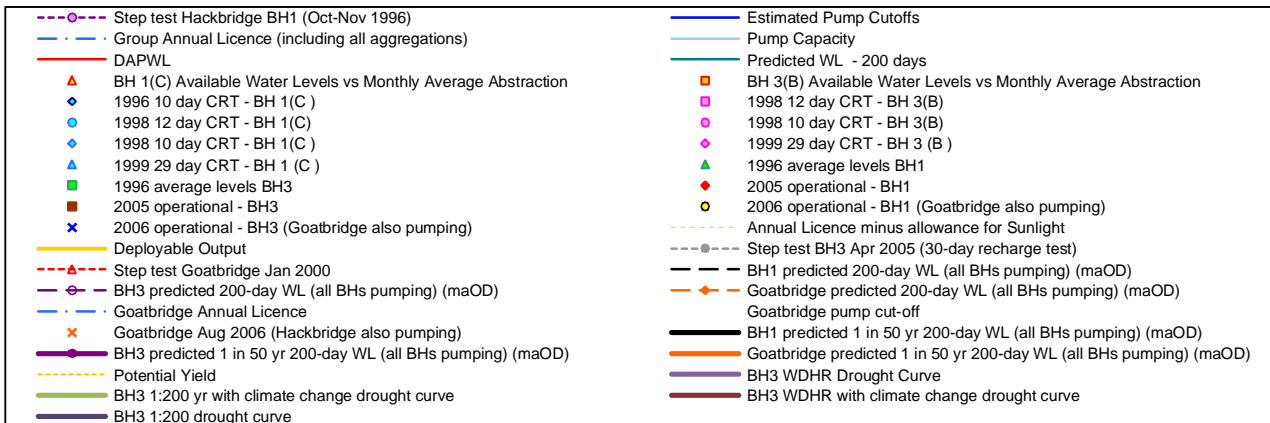 Step test Hackbridge BH1 (Oct-Nov 1996)
Group Annual Licence (including all aggregations)
DAPWL
BH 1(C) Available Water Levels vs Monthly Average Abstraction
1996 10 day CRT - BH 1(C )
1998 12 day CRT - BH 1(C)
1998 10 day CRT - BH 1(C )
1999 29 day CRT - BH 1 (C )
1996 average levels BH3
2005 operational - BH3
2006 operational - BH3 (Goatbridge also pumping)
Deployable Output
Step test Goatbridge Jan 2000
BH3 predicted 200-day WL (all BHs pumping) (maOD)
Goatbridge Annual Licence
Goatbridge Aug 2006 (Hackbridge also pumping)
BH3 predicted 1 in 50 yr 200-day WL (all BHs pumping) (maOD)
Potential Yield
BH3 1:200 yr with climate change drought curve
BH3 1:200 drought curve
Estimated Pump Cutoffs
Pump Capacity
Predicted WL - 200 days
BH 3(B) Available Water Levels vs Monthly Average Abstraction
1998 12 day CRT - BH 3(B)
1998 10 day CRT - BH 3(B)
1999 29 day CRT - BH 3 (B )
1996 average levels BH1
2005 operational - BH1
2006 operational - BH1 (Goatbridge also pumping)
Annual Licence minus allowance for Sunlight
Step test BH3 Apr 2005 (30-day recharge test)
BH1 predicted 200-day WL (all BHs pumping) (maOD)
Goatbridge predicted 200-day WL (all BHs pumping) (maOD)
Goatbridge pump cut-off
BH1 predicted 1 in 50 yr 200-day WL (all BHs pumping) (maOD)
Goatbridge predicted 1 in 50 yr 200-day WL (all BHs pumping) (maOD)
BH3 WDHR Drought Curve
BH3 WDHR with climate change drought curve